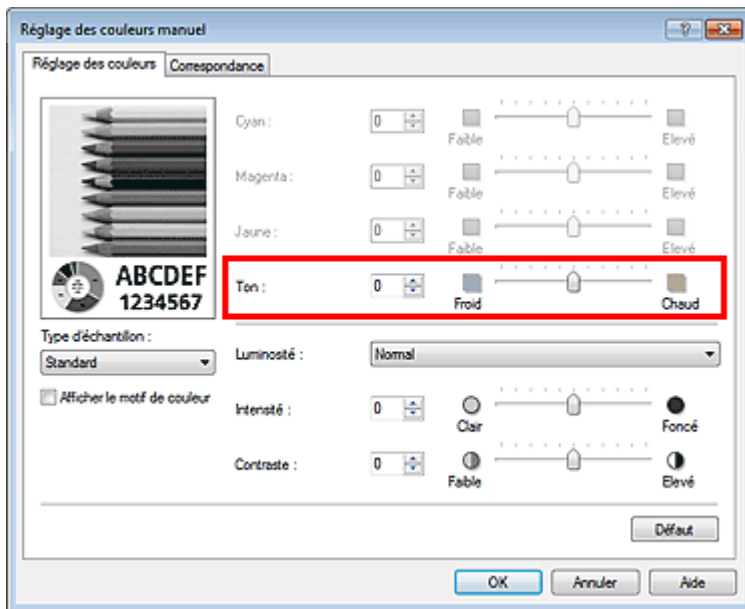 Réglage des couleurs manuel
Réglage des couleurs Correspondance
ABCDEF
1234567
Type d'échantillon :
Standard
Afficher le motif de couleur
Cyan : 0 Faible Elevé
Magenta : 0 Faible Elevé
Jaune : 0 Faible Elevé
Ton : 0 Froid Chaud
Luminosité : Normal
Intensité : 0 Clair Foncé
Contraste : 0 Faible Elevé
Défaut
OK Annuler Aide